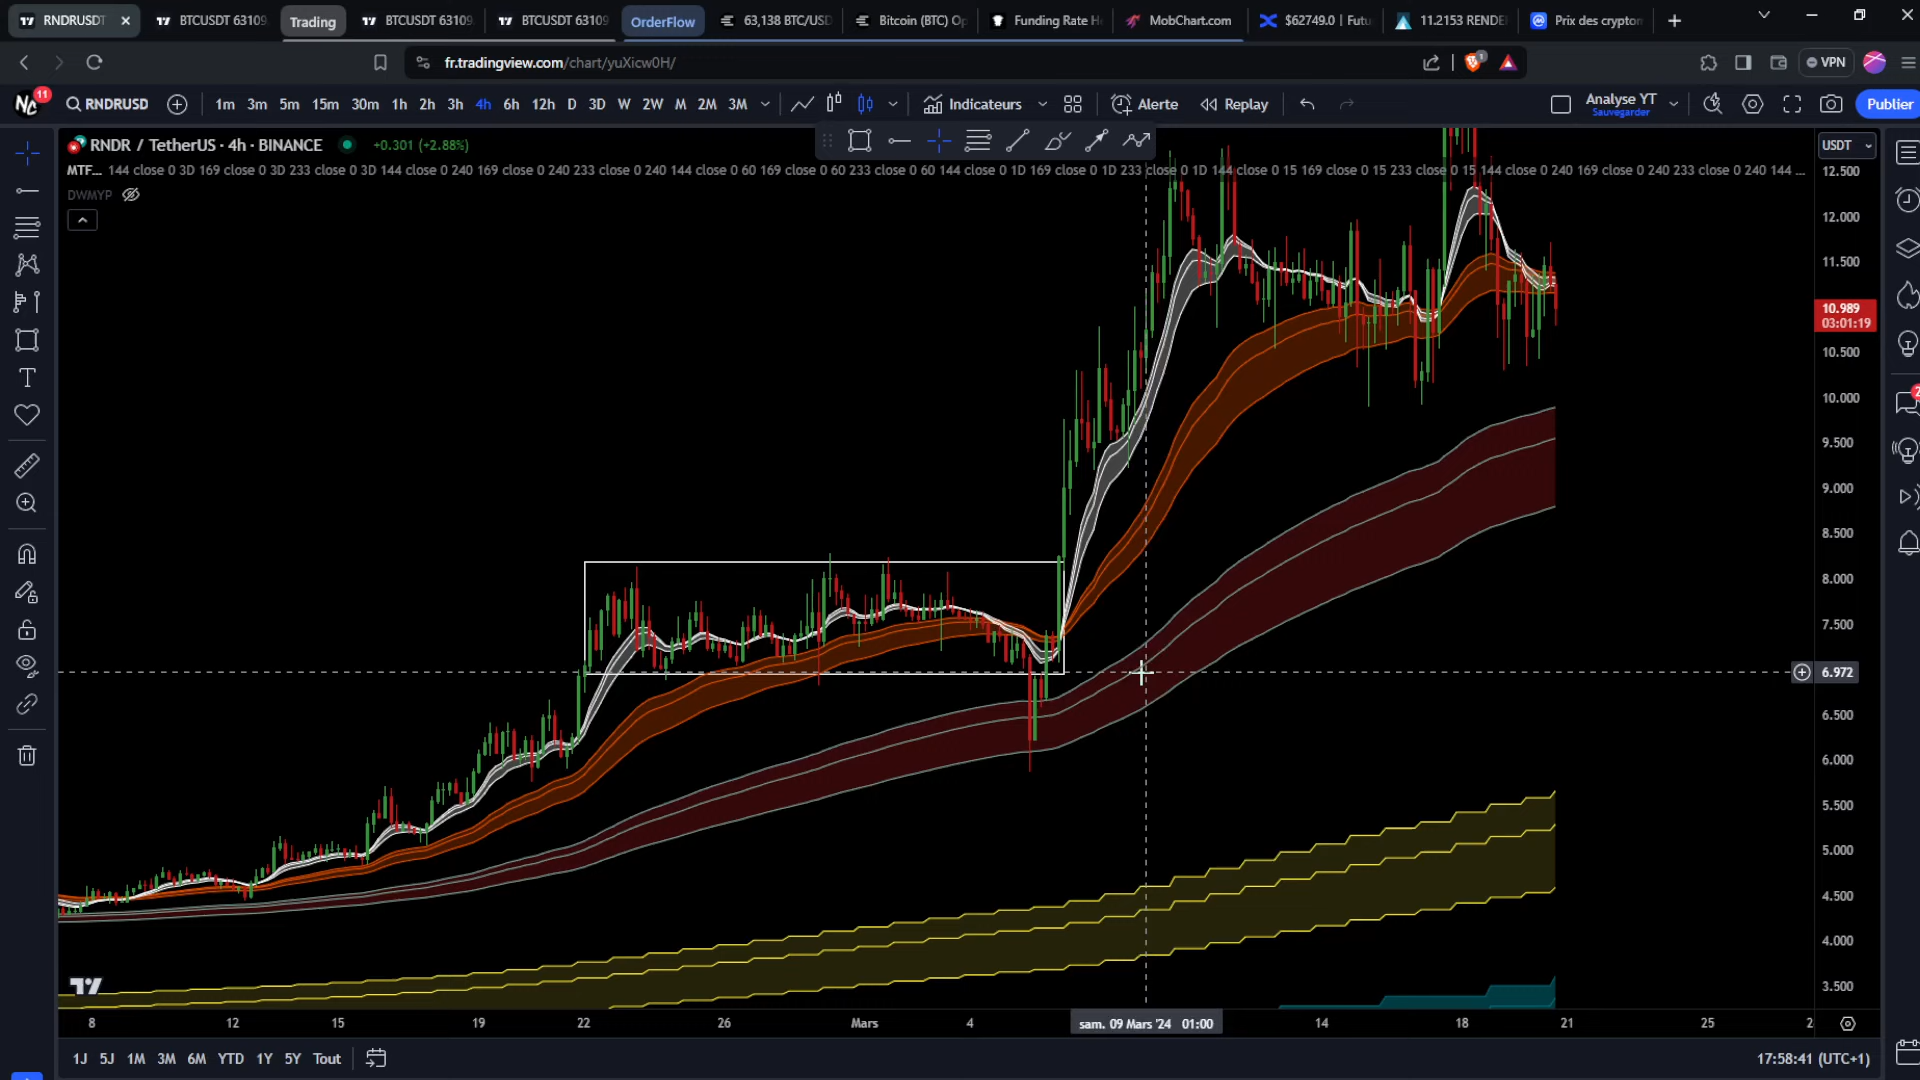 RNDRUSDT
BTCUSDT 63109
Trading
BTCUSDT 63109
BTCUSDT 63109
OrderFlow
63,138 BTC/USD
Bitcoin (BTC) Op
Funding Rate H
MobChart.com
$62749.0 | Futu
11.2153 RENDE
Prix des crypton
fr.tradingview.com/chart/yuXicw0H/
1
VPN
11
RNDRUSD
1m 3m 5m 15m 30m 1h 2h 3h 4h 6h 12h D 3D W 2W M 2M 3M
Indicateurs
Alerte
Replay
Analyse YT
Sauvegarder
Publier
RNDR / TetherUS · 4h · BINANCE
+0.301 (+2.88%)
MTF... 144 close 0 3D 169 close 0 3D 233 close 0 3D 144 close 0 240 169 close 0 240 233 close 0 240 144 close 0 60 169 close 0 60 233 close 0 60 144 close 0 1D 169 close 0 1D 233 close 0 1D 144 close 0 15 169 close 0 15 233 close 0 15 144 close 0 240 169 close 0 240 233 close 0 240 144 ...
DWMYP
USDT
12.500
12.000
11.500
10.989
03:01:19
10.500
10.000
9.500
9.000
8.500
8.000
7.500
6.972
6.500
6.000
5.500
5.000
4.500
4.000
3.500
2
8 12 15 19 22 26 Mars 4 sam. 09 Mars '24 01:00 14 18 21 25 2
1J 5J 1M 3M 6M YTD 1Y 5Y Tout
17:58:41 (UTC+1)